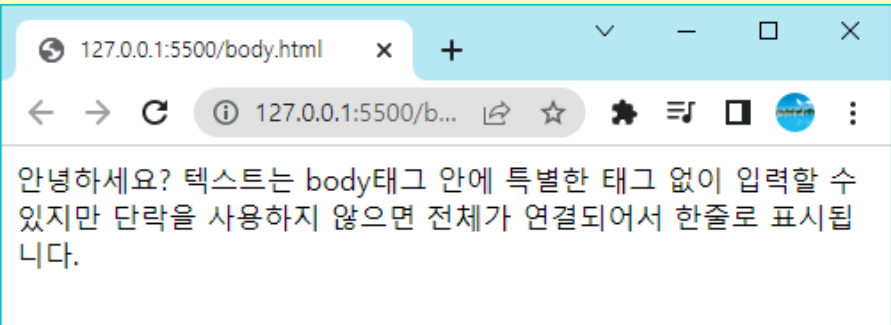 127.0.0.1:5500/body.html
127.0.0.1:5500/b...
안녕하세요? 텍스트는 body태그 안에 특별한 태그 없이 입력할 수
있지만 단락을 사용하지 않으면 전체가 연결되어서 한줄로 표시됩
니다.